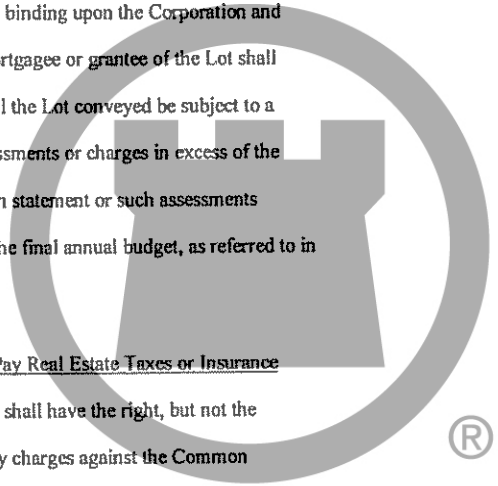 binding upon the Corporation and
rtgagee or grantee of the Lot shall
l the Lot conveyed be subject to a
ssments or charges in excess of the
n statement or such assessments
he final annual budget, as referred to in
Pay Real Estate Taxes or Insurance
shall have the right, but not the
y charges against the Common
®